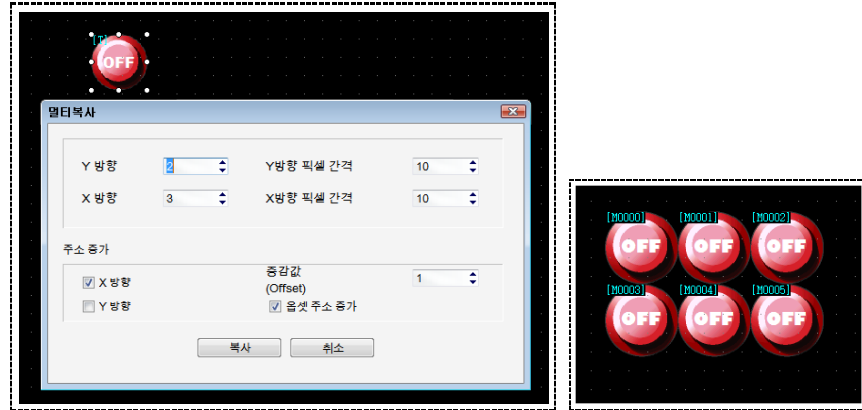 [T]
OFF
멀티복사
Y 방향 2 Y방향 픽셀 간격 10
X 방향 3 X방향 픽셀 간격 10
주소 증가
X 방향 증감값 (Offset) 1
Y 방향 옵셋 주소 증가
복사 취소
[M0000] [M0001] [M0002]
OFF OFF OFF
[M0003] [M0004] [M0005]
OFF OFF OFF